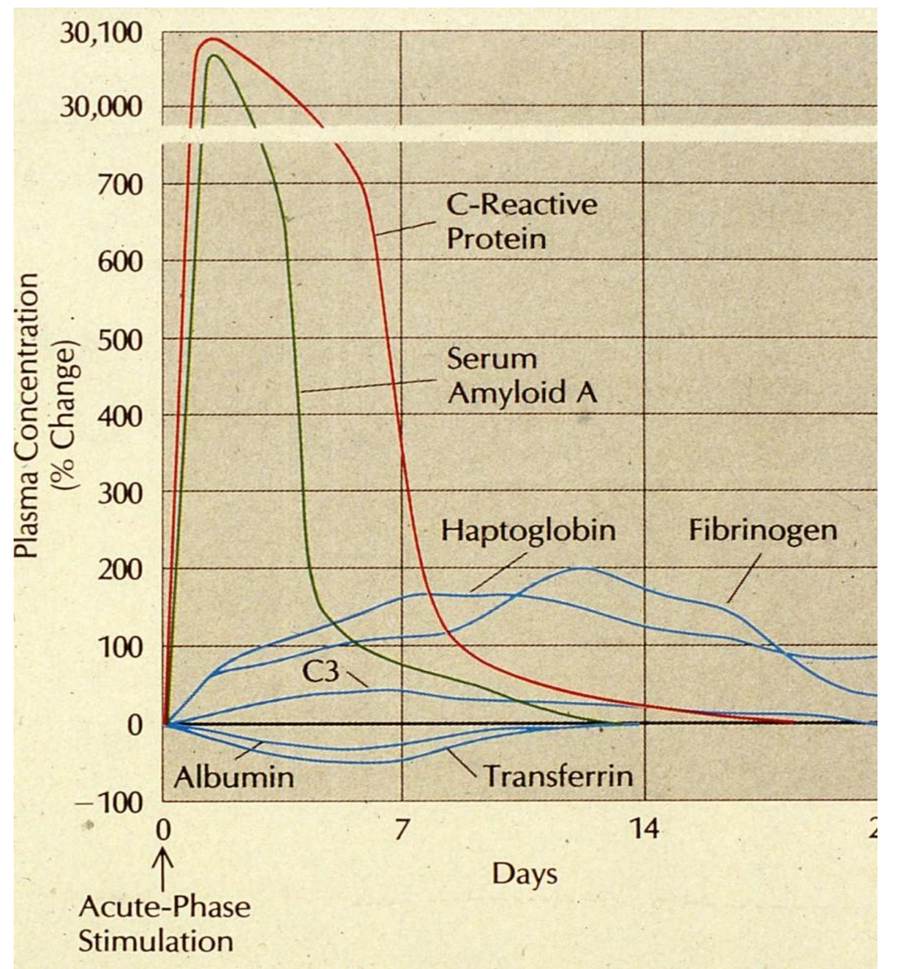 30,100
30,000
700
600
500
400
300
200
100
0
−100
Plasma Concentration
(% Change)
C-Reactive
Protein
Serum
Amyloid A
Haptoglobin
Fibrinogen
C3
Albumin
Transferrin
0
7
14
2
Days
Acute-Phase
Stimulation